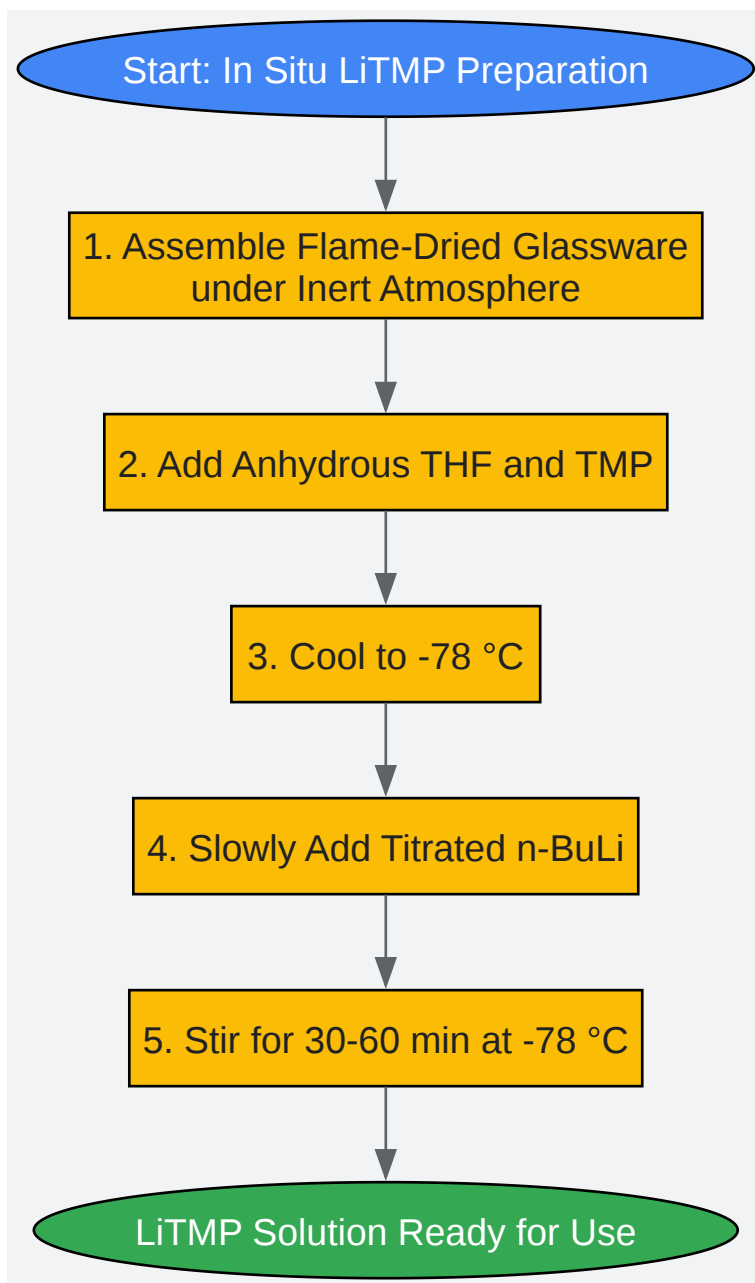 Start: In Situ LiTMP Preparation
1. Assemble Flame-Dried Glassware
under Inert Atmosphere
2. Add Anhydrous THF and TMP
3. Cool to -78 °C
4. Slowly Add Titrated n-BuLi
5. Stir for 30-60 min at -78 °C
LiTMP Solution Ready for Use